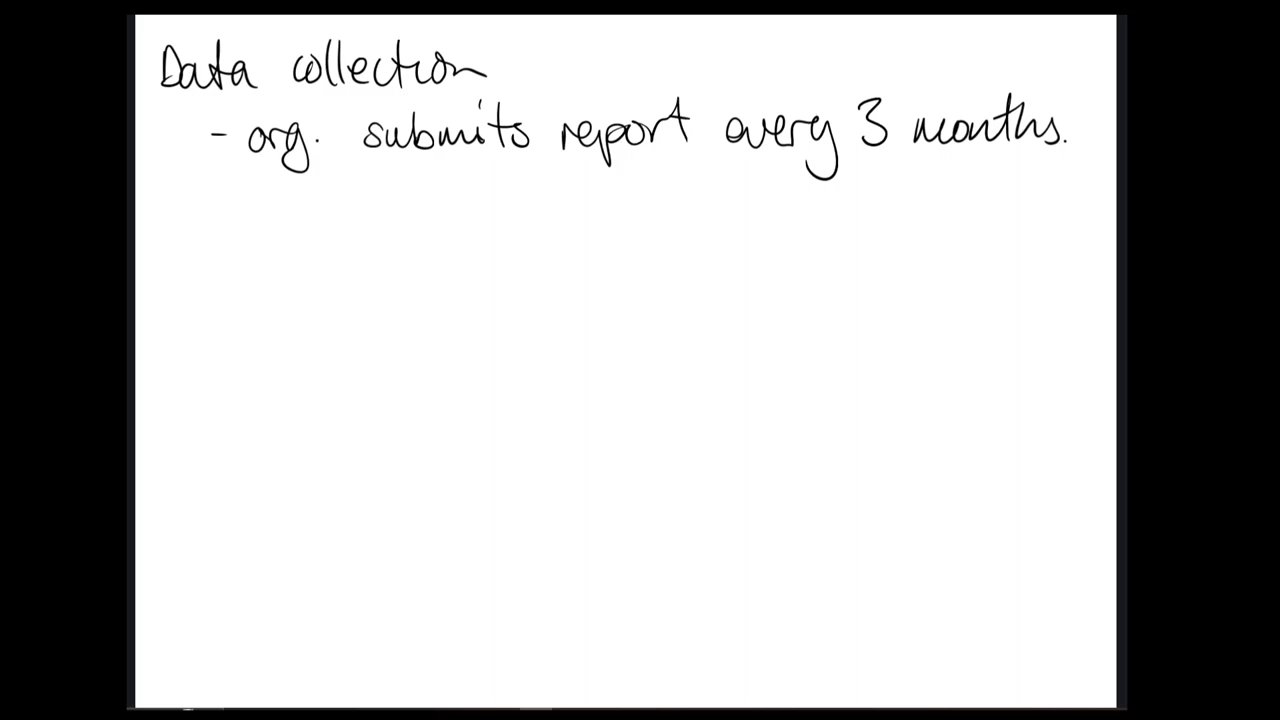 Data collection
- org. submits report every 3 months.